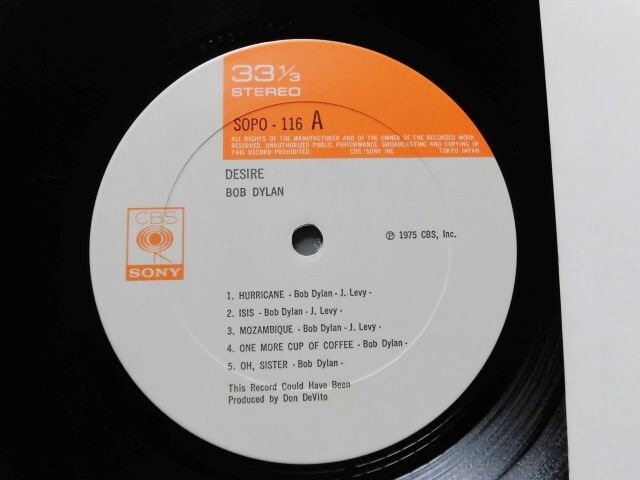 33 1/3
STEREO
SOPO - 116 A
ALL RIGHTS OF THE MANUFACTURER AND OF THE OWNER OF THE RECORDED WORK
RESERVED. UNAUTHORIZED PUBLIC PERFORMANCE, BROADCASTING AND COPYING OF
THIS RECORD PROHIBITED. CBS/SONY INC. TOKYO JAPAN
DESIRE
BOB DYLAN
CBS
SONY
℗ 1975 CBS, Inc.
1. HURRICANE - Bob Dylan - J. Levy -
2. ISIS - Bob Dylan - J. Levy -
3. MOZAMBIQUE - Bob Dylan - J. Levy -
4. ONE MORE CUP OF COFFEE - Bob Dylan -
5. OH, SISTER - Bob Dylan -
This Record Could Have Been
Produced by Don DeVito